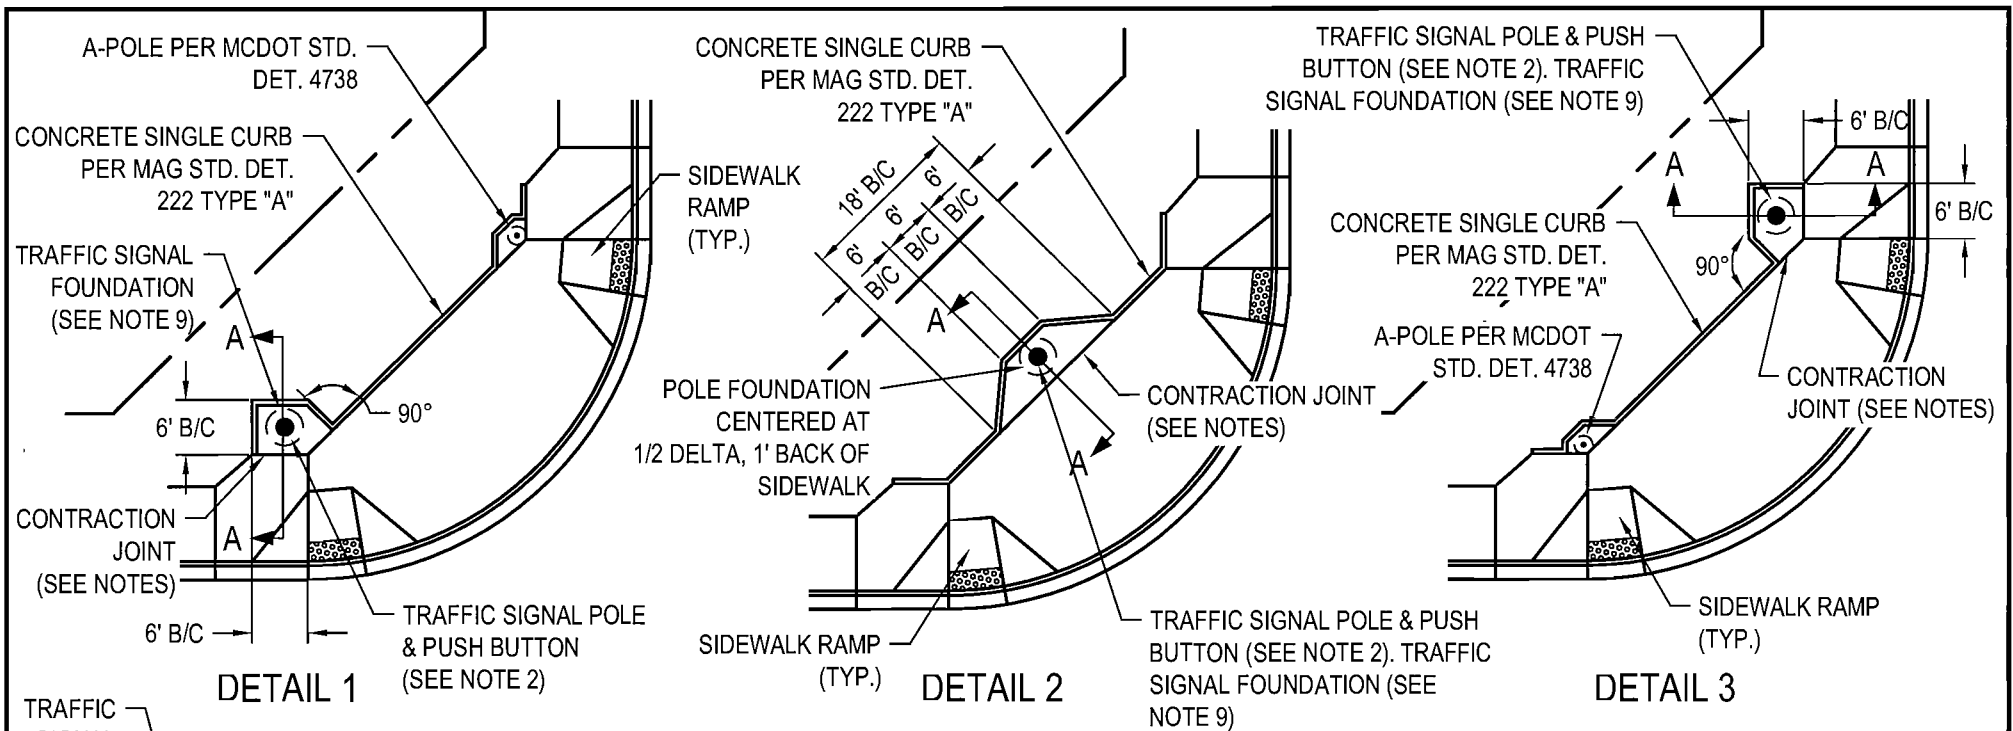 A-POLE PER MCDOT STD.
DET. 4738
CONCRETE SINGLE CURB
PER MAG STD. DET.
222 TYPE "A"
TRAFFIC SIGNAL
FOUNDATION
(SEE NOTE 9)
A
6' B/C
90°
SIDEWALK
RAMP
(TYP.)
CONTRACTION
JOINT
(SEE NOTES)
A
6' B/C
TRAFFIC SIGNAL POLE
& PUSH BUTTON
(SEE NOTE 2)
DETAIL 1
TRAFFIC
CONCRETE SINGLE CURB
PER MAG STD. DET.
222 TYPE "A"
18' B/C
6'
B/C
6'
B/C
6'
B/C
A
POLE FOUNDATION
CENTERED AT
1/2 DELTA, 1' BACK OF
SIDEWALK
CONTRACTION JOINT
(SEE NOTES)
A
SIDEWALK RAMP
(TYP.)
TRAFFIC SIGNAL POLE & PUSH
BUTTON (SEE NOTE 2). TRAFFIC
SIGNAL FOUNDATION (SEE
NOTE 9)
DETAIL 2
TRAFFIC SIGNAL POLE & PUSH
BUTTON (SEE NOTE 2). TRAFFIC
SIGNAL FOUNDATION (SEE NOTE 9)
6' B/C
A
A
6' B/C
CONCRETE SINGLE CURB
PER MAG STD. DET.
222 TYPE "A"
90°
A-POLE PER MCDOT
STD. DET. 4738
CONTRACTION
JOINT (SEE NOTES)
SIDEWALK RAMP
(TYP.)
DETAIL 3